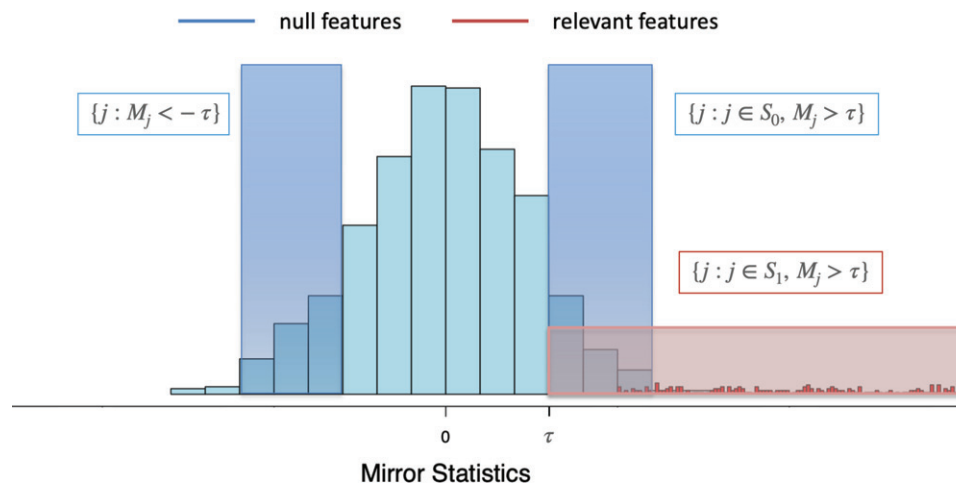 null features relevant features
{j : M_j < − τ} {j : j ∈ S_0, M_j > τ}
{j : j ∈ S_1, M_j > τ}
0 τ
Mirror Statistics